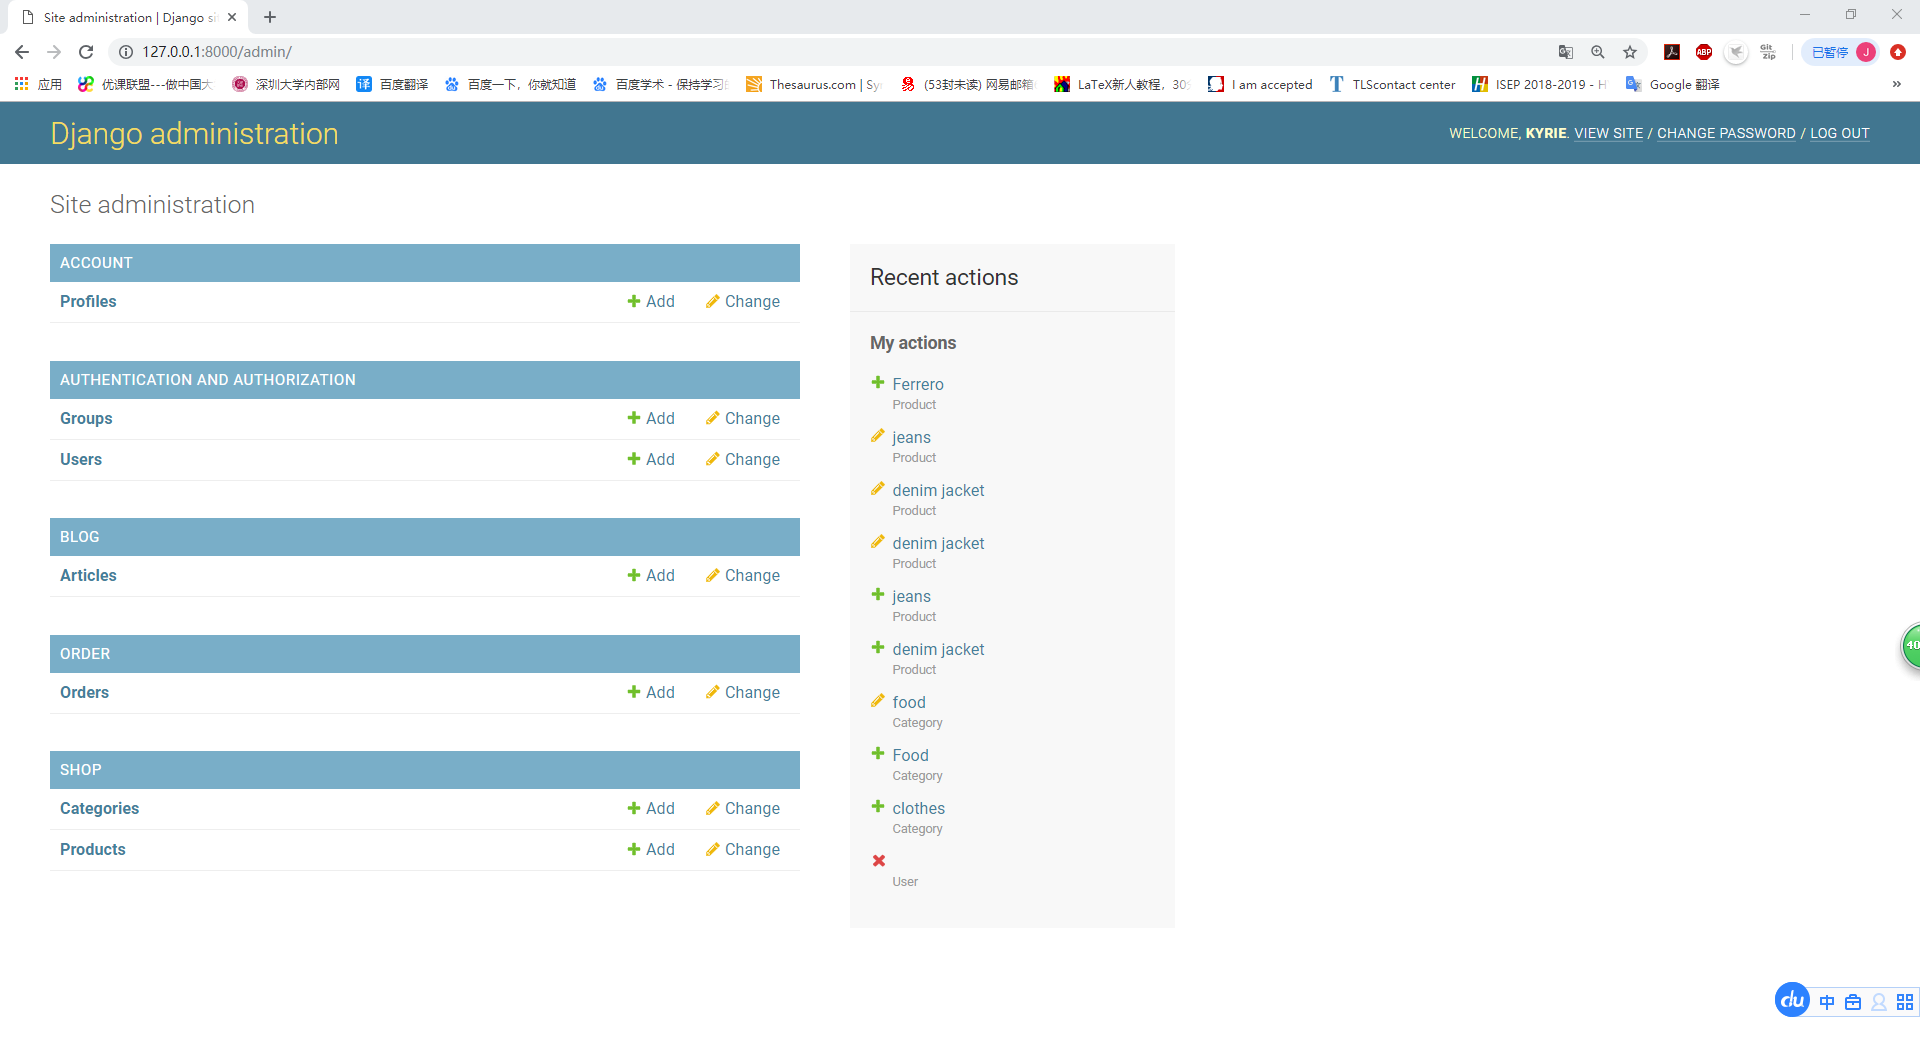 Site administration | Django si
127.0.0.1:8000/admin/
Git Zip
已暂停 J
应用 优课联盟---做中国大 深圳大学内部网 译 百度翻译 百度一下，你就知道 百度学术 - 保持学习的 Thesaurus.com | Sy (53封未读) 网易邮箱 LaTeX新人教程，30 I am accepted TLScontact center ISEP 2018-2019 - H Google 翻译 »
Django administration
WELCOME, KYRIE. VIEW SITE / CHANGE PASSWORD / LOG OUT
Site administration
ACCOUNT
Profiles Add Change
AUTHENTICATION AND AUTHORIZATION
Groups Add Change
Users Add Change
BLOG
Articles Add Change
ORDER
Orders Add Change
SHOP
Categories Add Change
Products Add Change
Recent actions
My actions
Ferrero
Product
jeans
Product
denim jacket
Product
denim jacket
Product
jeans
Product
denim jacket
Product
food
Category
Food
Category
clothes
Category
User
40
du 中